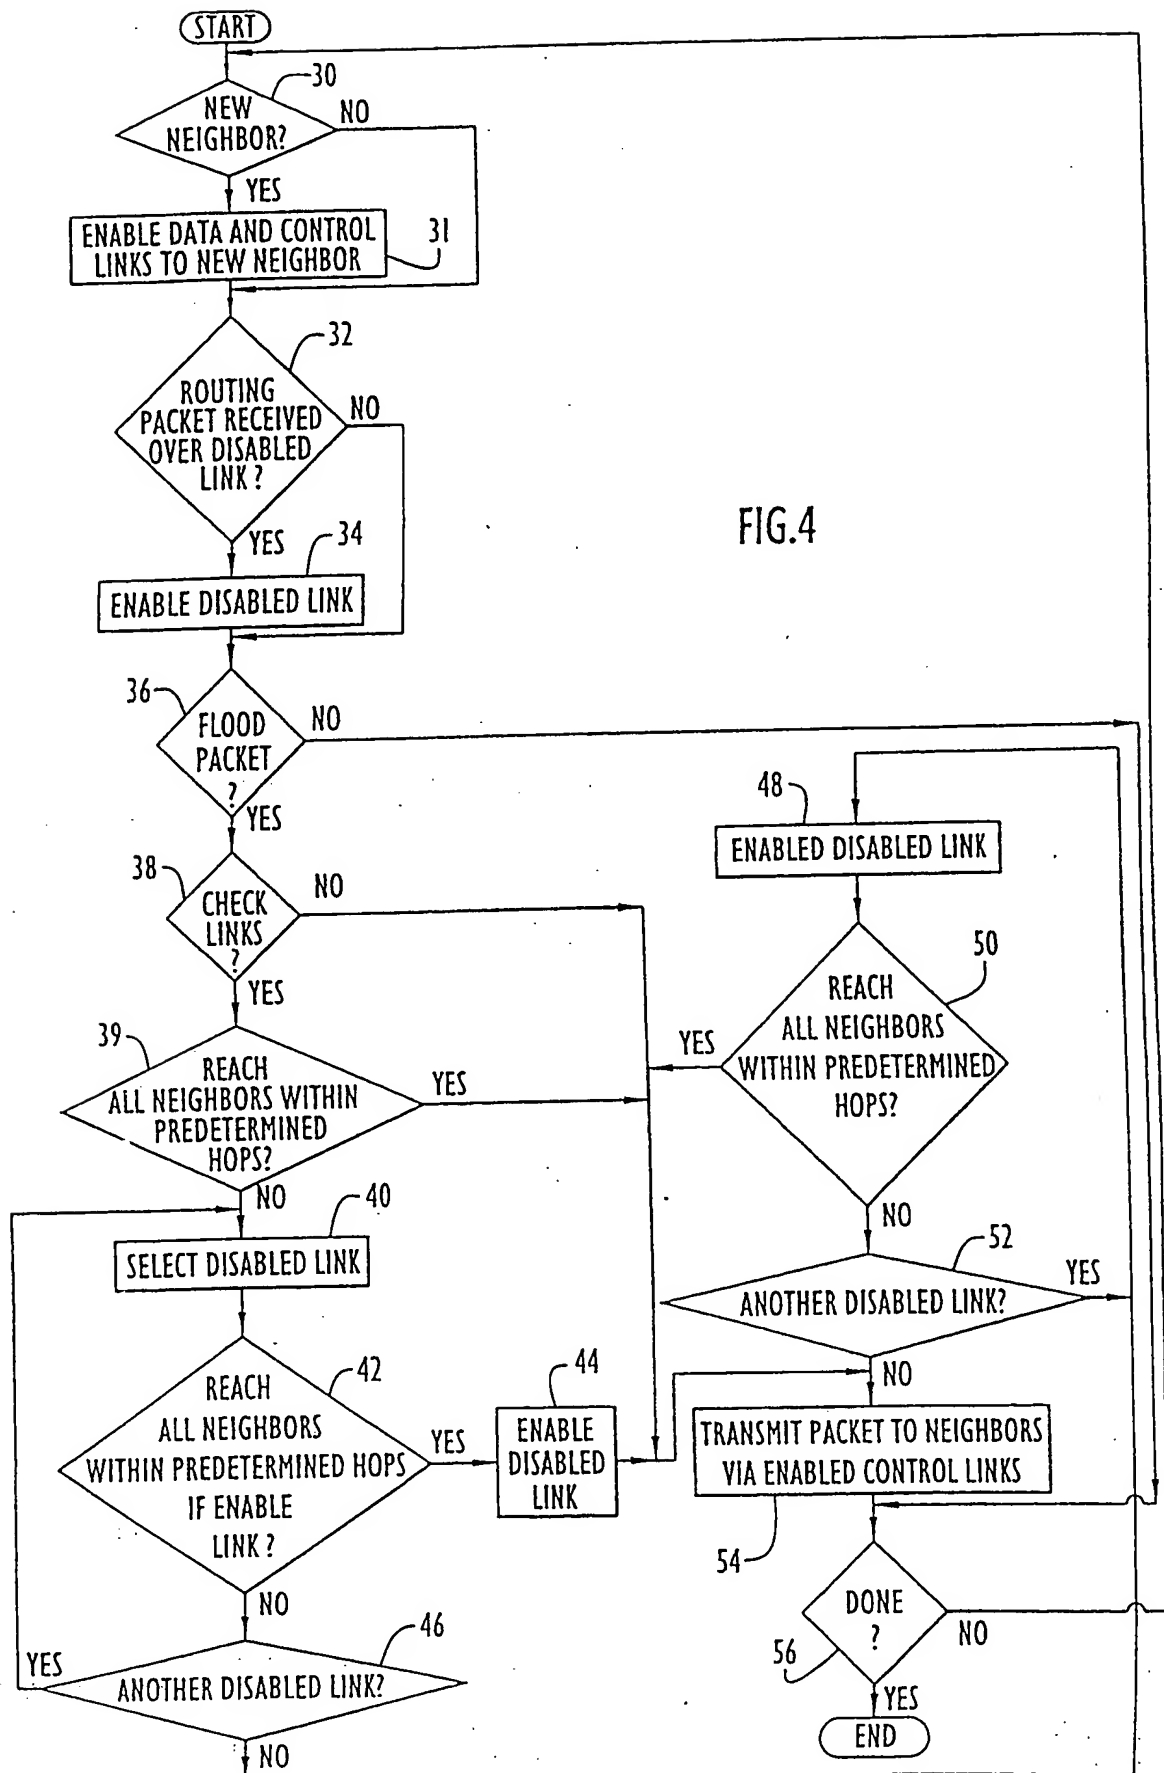 START
30
NEW
NEIGHBOR?
NO
YES
ENABLE DATA AND CONTROL
LINKS TO NEW NEIGHBOR
31
32
ROUTING
PACKET RECEIVED
OVER DISABLED
LINK?
NO
YES
34
ENABLE DISABLED LINK
FIG.4
36
FLOOD
PACKET
?
NO
YES
38
CHECK
LINKS
?
NO
YES
39
REACH
ALL NEIGHBORS WITHIN
PREDETERMINED
HOPS?
YES
NO
40
SELECT DISABLED LINK
42
REACH
ALL NEIGHBORS
WITHIN PREDETERMINED HOPS
IF ENABLE
LINK?
YES
NO
44
ENABLE
DISABLED
LINK
46
ANOTHER DISABLED LINK?
YES
NO
48
ENABLED DISABLED LINK
50
REACH
ALL NEIGHBORS
WITHIN PREDETERMINED
HOPS?
YES
NO
52
ANOTHER DISABLED LINK?
YES
NO
TRANSMIT PACKET TO NEIGHBORS
VIA ENABLED CONTROL LINKS
54
DONE
?
56
NO
YES
END